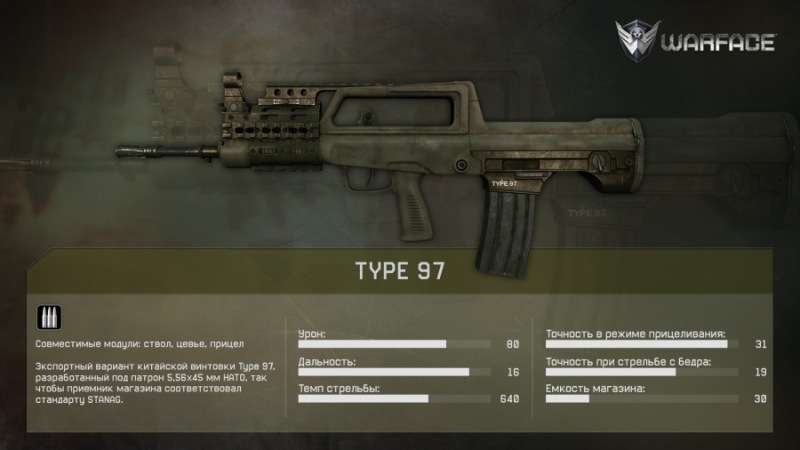 WARFACE
TYPE 97
TYPE 97
TYPE 97
Совместимые модули: ствол, цевье, прицел
Экспортный вариант китайской винтовки Type 97,
разработанный под патрон 5,56x45 мм НАТО, так
чтобы приемник магазина соответствовал
стандарту STANAG.
Урон:
80
Дальность:
16
Темп стрельбы:
640
Точность в режиме прицеливания:
31
Точность при стрельбе с бедра:
19
Емкость магазина:
30